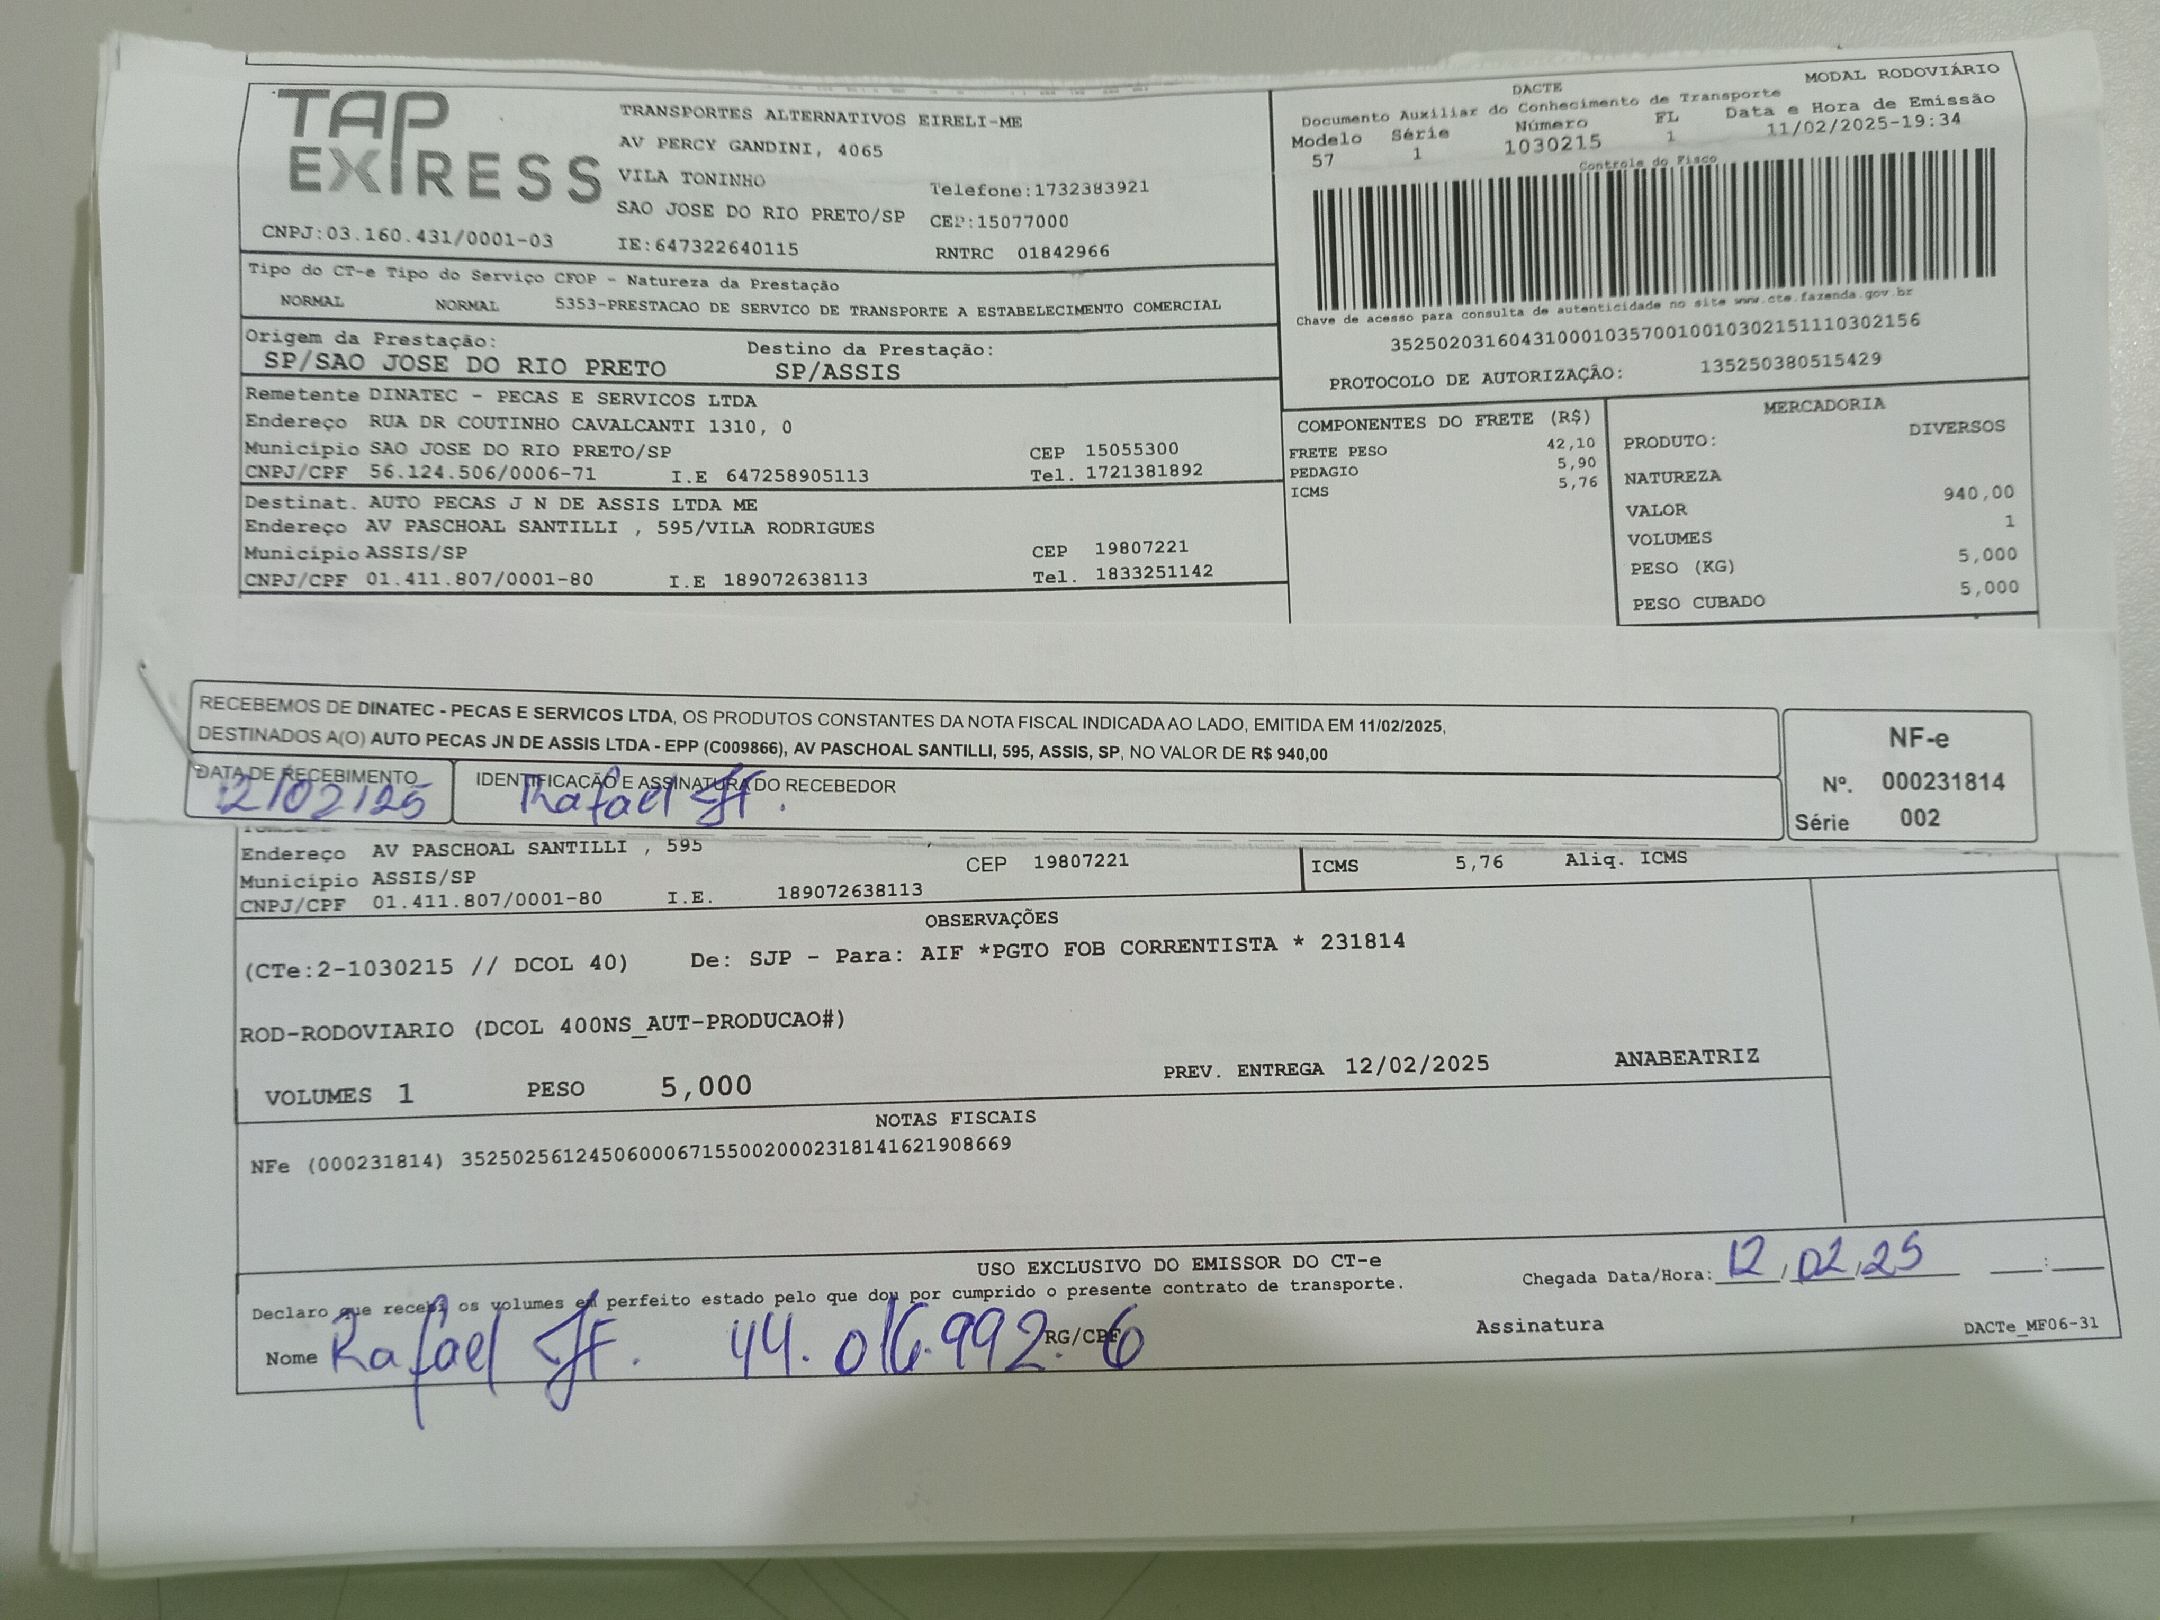 TAP EXPRESS
TRANSPORTES ALTERNATIVOS EIRELI-ME
AV PERCY GANDINI, 4065
VILA TONINHO
Telefone:1732383921
SAO JOSE DO RIO PRETO/SP CEP:15077000
CNPJ:03.160.431/0001-03 IE:647322640115 RNTRC 01842966
DACTE MODAL RODOVIÁRIO
Documento Auxiliar do Conhecimento de Transporte
Modelo Série Número FL Data e Hora de Emissão
57 1 1030215 1 11/02/2025-19:34
Controle do Fisco
Chave de acesso para consulta de autenticidade no site www.cte.fazenda.gov.br
35250203160431000103570010010302151110302156
PROTOCOLO DE AUTORIZAÇÃO: 135250380515429
Tipo do CT-e Tipo do Serviço CFOP - Natureza da Prestação
NORMAL NORMAL 5353-PRESTACAO DE SERVICO DE TRANSPORTE A ESTABELECIMENTO COMERCIAL
Origem da Prestação: Destino da Prestação:
SP/SAO JOSE DO RIO PRETO SP/ASSIS
Remetente DINATEC - PECAS E SERVICOS LTDA
Endereço RUA DR COUTINHO CAVALCANTI 1310, 0
Município SAO JOSE DO RIO PRETO/SP CEP 15055300
CNPJ/CPF 56.124.506/0006-71 I.E 647258905113 Tel. 1721381892
Destinat. AUTO PECAS J N DE ASSIS LTDA ME
Endereço AV PASCHOAL SANTILLI , 595/VILA RODRIGUES
Município ASSIS/SP CEP 19807221
CNPJ/CPF 01.411.807/0001-80 I.E 189072638113 Tel. 1833251142
COMPONENTES DO FRETE (R$)
FRETE PESO 42,10
PEDAGIO 5,90
ICMS 5,76
MERCADORIA
PRODUTO: DIVERSOS
NATUREZA
VALOR 940,00
VOLUMES 1
PESO (KG) 5,000
PESO CUBADO 5,000
RECEBEMOS DE DINATEC - PECAS E SERVICOS LTDA, OS PRODUTOS CONSTANTES DA NOTA FISCAL INDICADA AO LADO, EMITIDA EM 11/02/2025,
DESTINADOS A(O) AUTO PECAS JN DE ASSIS LTDA - EPP (C009866), AV PASCHOAL SANTILLI, 595, ASSIS, SP, NO VALOR DE R$ 940,00
DATA DE RECEBIMENTO IDENTIFICAÇÃO E ASSINATURA DO RECEBEDOR
12/02/25 Rafael
NF-e
Nº. 000231814
Série 002
Endereço AV PASCHOAL SANTILLI , 595
Município ASSIS/SP CEP 19807221
CNPJ/CPF 01.411.807/0001-80 I.E. 189072638113
ICMS 5,76 Aliq. ICMS
OBSERVAÇÕES
(CTe:2-1030215 // DCOL 40) De: SJP - Para: AIF *PGTO FOB CORRENTISTA * 231814
ROD-RODOVIARIO (DCOL 400NS_AUT-PRODUCAO#)
VOLUMES 1 PESO 5,000 PREV. ENTREGA 12/02/2025 ANABEATRIZ
NOTAS FISCAIS
NFe (000231814) 35250256124506000671550020002318141621908669
USO EXCLUSIVO DO EMISSOR DO CT-e
Declaro que recebi os volumes em perfeito estado pelo que dou por cumprido o presente contrato de transporte.
Chegada Data/Hora: 12/02/25 :
Nome Rafael 44.016.992.6 RG/CPF Assinatura
DACTe_MF06-31